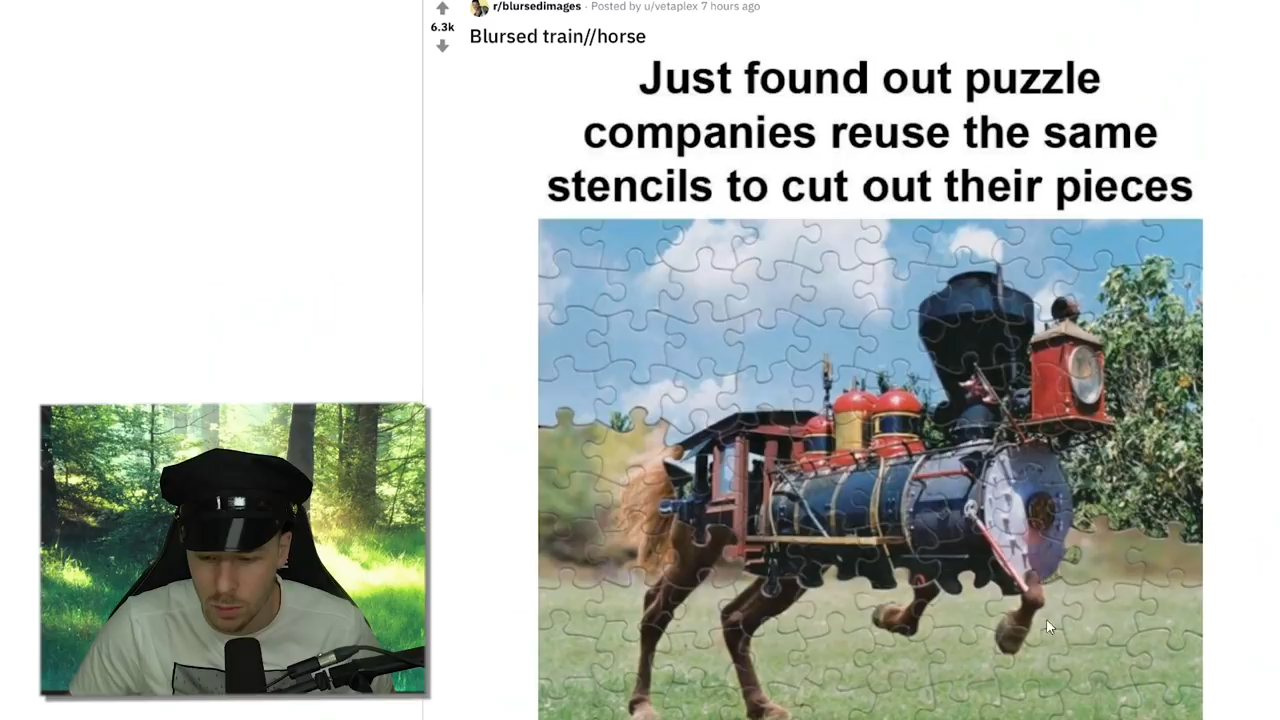 r/blursedimages · Posted by u/vetaplex 7 hours ago
6.3k
Blursed train//horse
Just found out puzzle
companies reuse the same
stencils to cut out their pieces